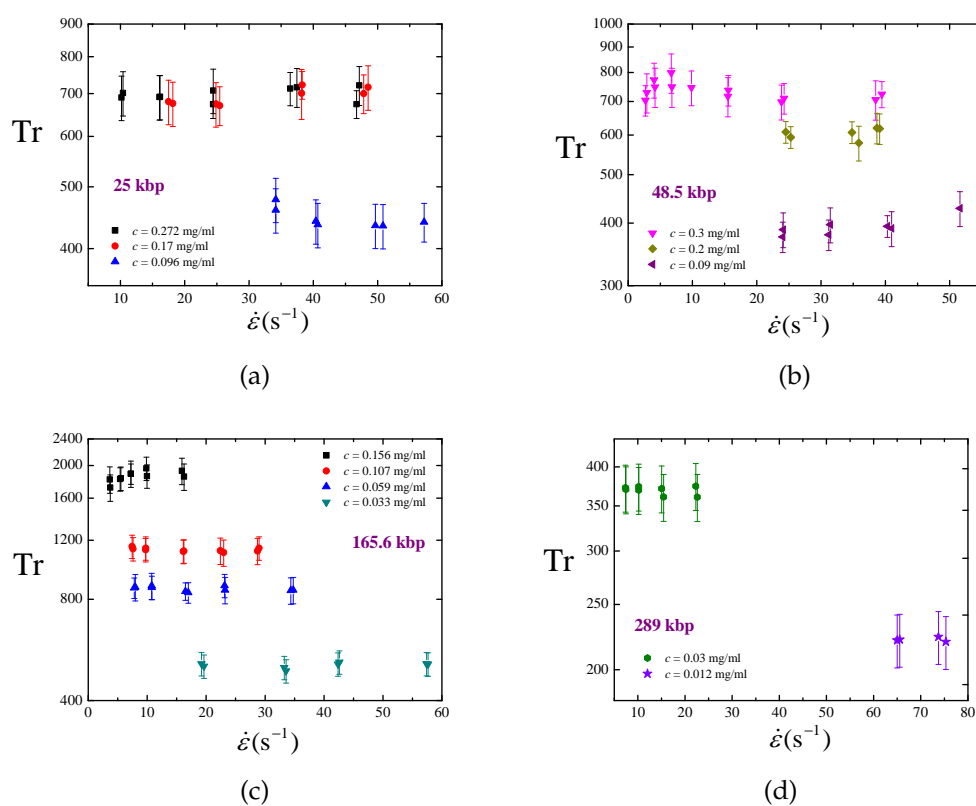 900
800
700
600
500
400
Tr
25 kbp
c = 0.272 mg/ml
c = 0.17 mg/ml
c = 0.096 mg/ml
10 20 30 40 50 60
ε̇(s⁻¹)
(a)
1000
900
800
700
600
500
400
300
Tr
48.5 kbp
c = 0.3 mg/ml
c = 0.2 mg/ml
c = 0.09 mg/ml
0 10 20 30 40 50
ε̇(s⁻¹)
(b)
2400
2000
1600
1200
800
400
Tr
c = 0.156 mg/ml
c = 0.107 mg/ml
c = 0.059 mg/ml
c = 0.033 mg/ml
165.6 kbp
0 10 20 30 40 50 60
ε̇(s⁻¹)
(c)
400
350
300
250
200
Tr
289 kbp
c = 0.03 mg/ml
c = 0.012 mg/ml
10 20 30 40 50 60 70 80
ε̇(s⁻¹)
(d)